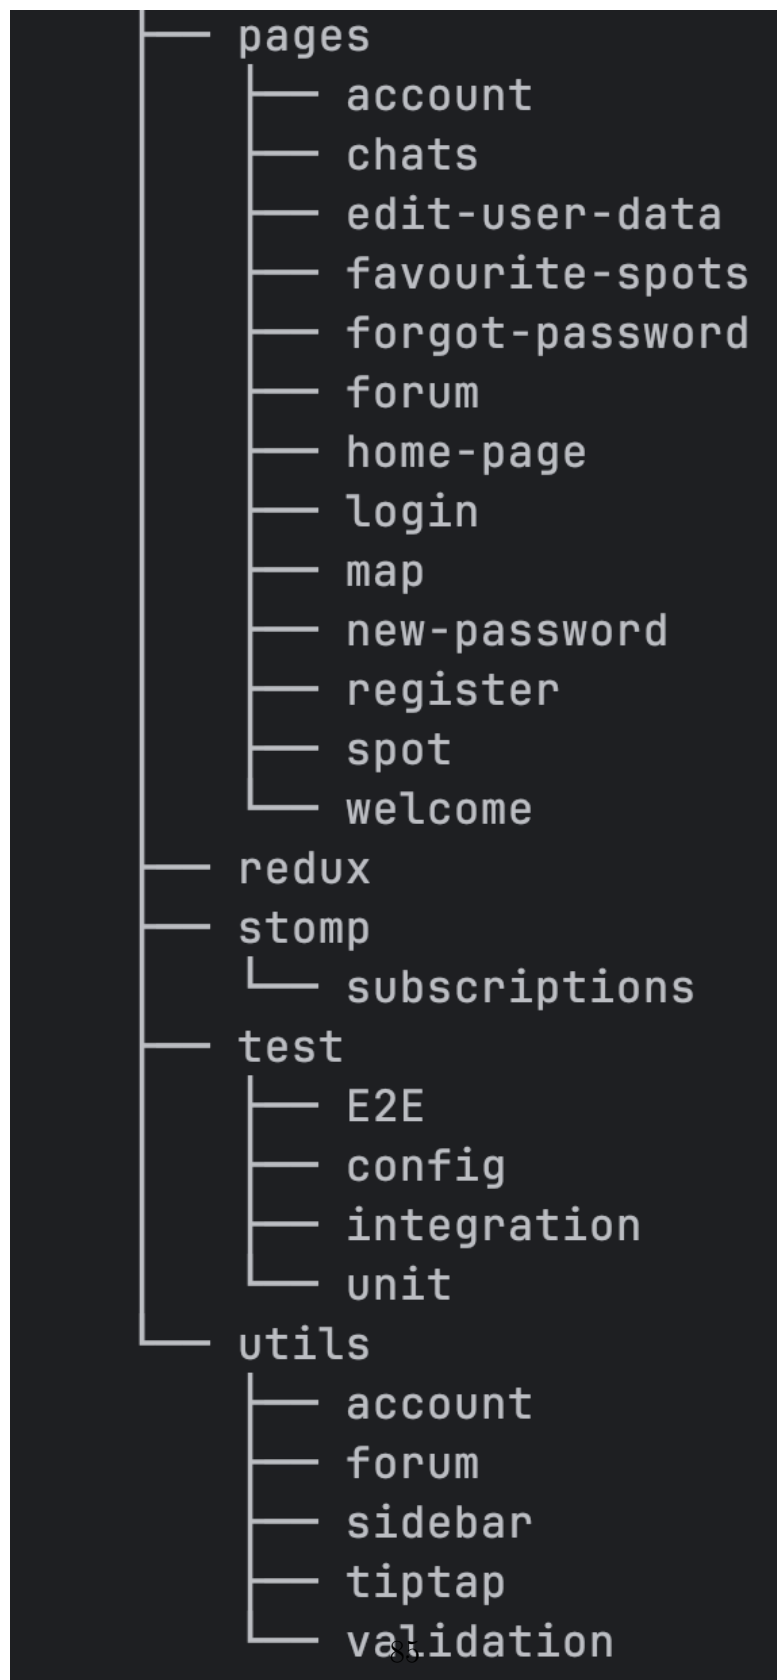 pages
account
chats
edit-user-data
favourite-spots
forgot-password
forum
home-page
login
map
new-password
register
spot
welcome
redux
stomp
subscriptions
test
E2E
config
integration
unit
utils
account
forum
sidebar
tiptap
validation
85